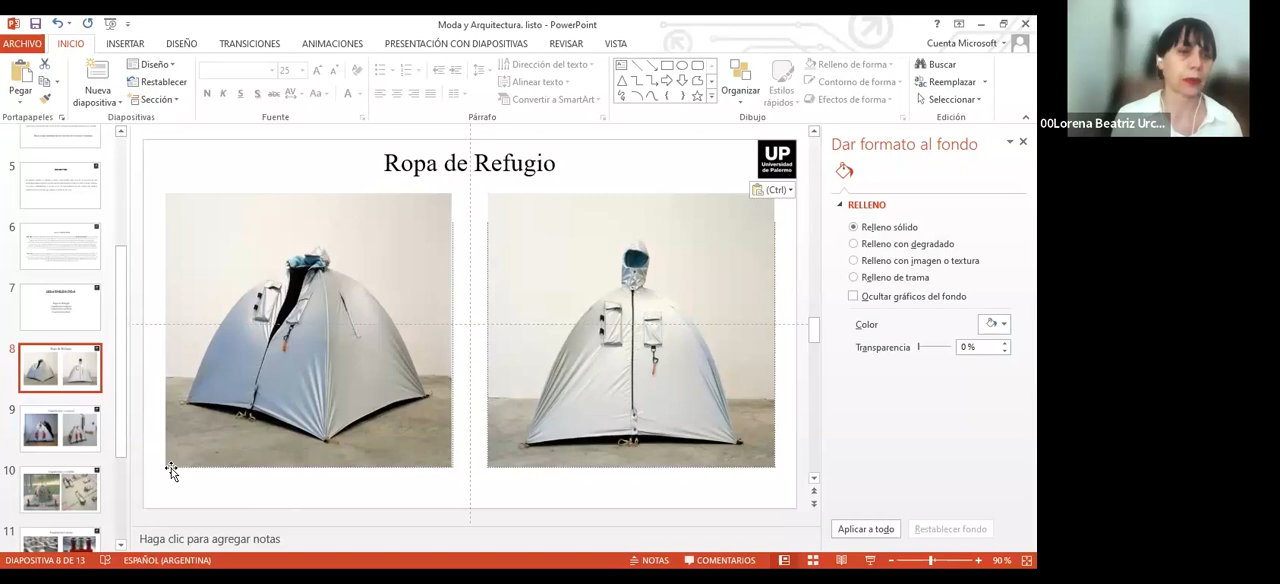 Moda y Arquitectura. listo - PowerPoint
ARCHIVO INICIO INSERTAR DISEÑO TRANSICIONES ANIMACIONES PRESENTACIÓN CON DIAPOSITIVAS REVISAR VISTA Cuenta Microsoft
Pegar
Nueva
diapositiva
Diseño
Restablecer
Sección
25
N K S S abc AV Aa A
Dirección del texto
Alinear texto
Convertir a SmartArt
Organizar
Estilos
rápidos
Relleno de forma
Contorno de forma
Efectos de forma
Buscar
Reemplazar
Seleccionar
Portapapeles Diapositivas Fuente Párrafo Dibujo Edición
00Lorena Beatriz Urc...
5
6
7
8
9
10
11
Ropa de Refugio
UP
Universidad
de Palermo
(Ctrl)
Dar formato al fondo
RELLENO
Relleno sólido
Relleno con degradado
Relleno con imagen o textura
Relleno de trama
Ocultar gráficos del fondo
Color
Transparencia 0 %
Aplicar a todo Restablecer fondo
Haga clic para agregar notas
DIAPOSITIVA 8 DE 13 ESPAÑOL (ARGENTINA) NOTAS COMENTARIOS 90 %